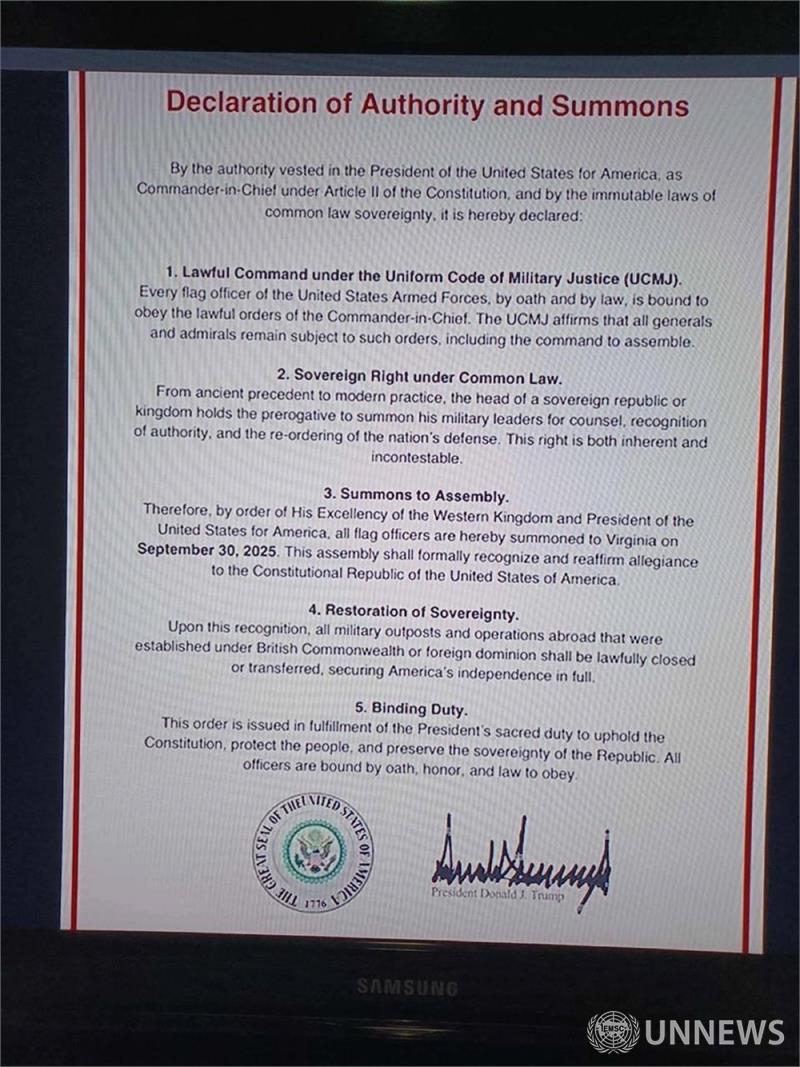 Declaration of Authority and Summons
By the authority vested in the President of the United States for America, as
Commander-in-Chief under Article II of the Constitution, and by the immutable laws of
common law sovereignty, it is hereby declared:
1. Lawful Command under the Uniform Code of Military Justice (UCMJ).
Every flag officer of the United States Armed Forces, by oath and by law, is bound to
obey the lawful orders of the Commander-in-Chief. The UCMJ affirms that all generals
and admirals remain subject to such orders, including the command to assemble.
2. Sovereign Right under Common Law.
From ancient precedent to modern practice, the head of a sovereign republic or
kingdom holds the prerogative to summon his military leaders for counsel, recognition
of authority, and the re-ordering of the nation's defense. This right is both inherent and
incontestable.
3. Summons to Assembly.
Therefore, by order of His Excellency of the Western Kingdom and President of the
United States for America, all flag officers are hereby summoned to Virginia on
September 30, 2025. This assembly shall formally recognize and reaffirm allegiance
to the Constitutional Republic of the United States of America.
4. Restoration of Sovereignty.
Upon this recognition, all military outposts and operations abroad that were
established under British Commonwealth or foreign dominion shall be lawfully closed
or transferred, securing America's independence in full.
5. Binding Duty.
This order is issued in fulfillment of the President's sacred duty to uphold the
Constitution, protect the people, and preserve the sovereignty of the Republic. All
officers are bound by oath, honor, and law to obey.
THE GREAT SEAL OF THE UNITED STATES OF AMERICA
1776
President Donald J. Trump
SAMSUNG
IEMSC
UNNEWS